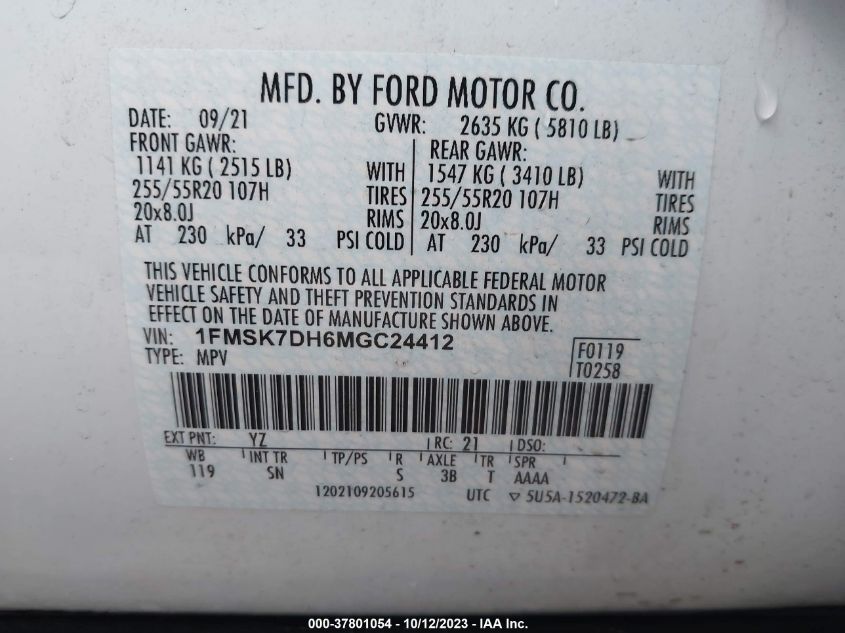 MFD. BY FORD MOTOR CO.
DATE: 09/21 GVWR: 2635 KG ( 5810 LB)
FRONT GAWR: REAR GAWR:
1141 KG ( 2515 LB) WITH 1547 KG ( 3410 LB) WITH
255/55R20 107H TIRES 255/55R20 107H TIRES
20x8.0J RIMS 20x8.0J RIMS
AT 230 kPa/ 33 PSI COLD AT 230 kPa/ 33 PSI COLD
THIS VEHICLE CONFORMS TO ALL APPLICABLE FEDERAL MOTOR
VEHICLE SAFETY AND THEFT PREVENTION STANDARDS IN
EFFECT ON THE DATE OF MANUFACTURE SHOWN ABOVE.
VIN: 1FMSK7DH6MGC24412
TYPE: MPV
F0119
T0258
EXT PNT: YZ RC: 21 DSO:
WB INT TR TP/PS R AXLE TR SPR
119 SN S 3B T AAAA
1202109205615 UTC ▽ 5U5A-1520472-BA
000-37801054 - 10/12/2023 - IAA Inc.